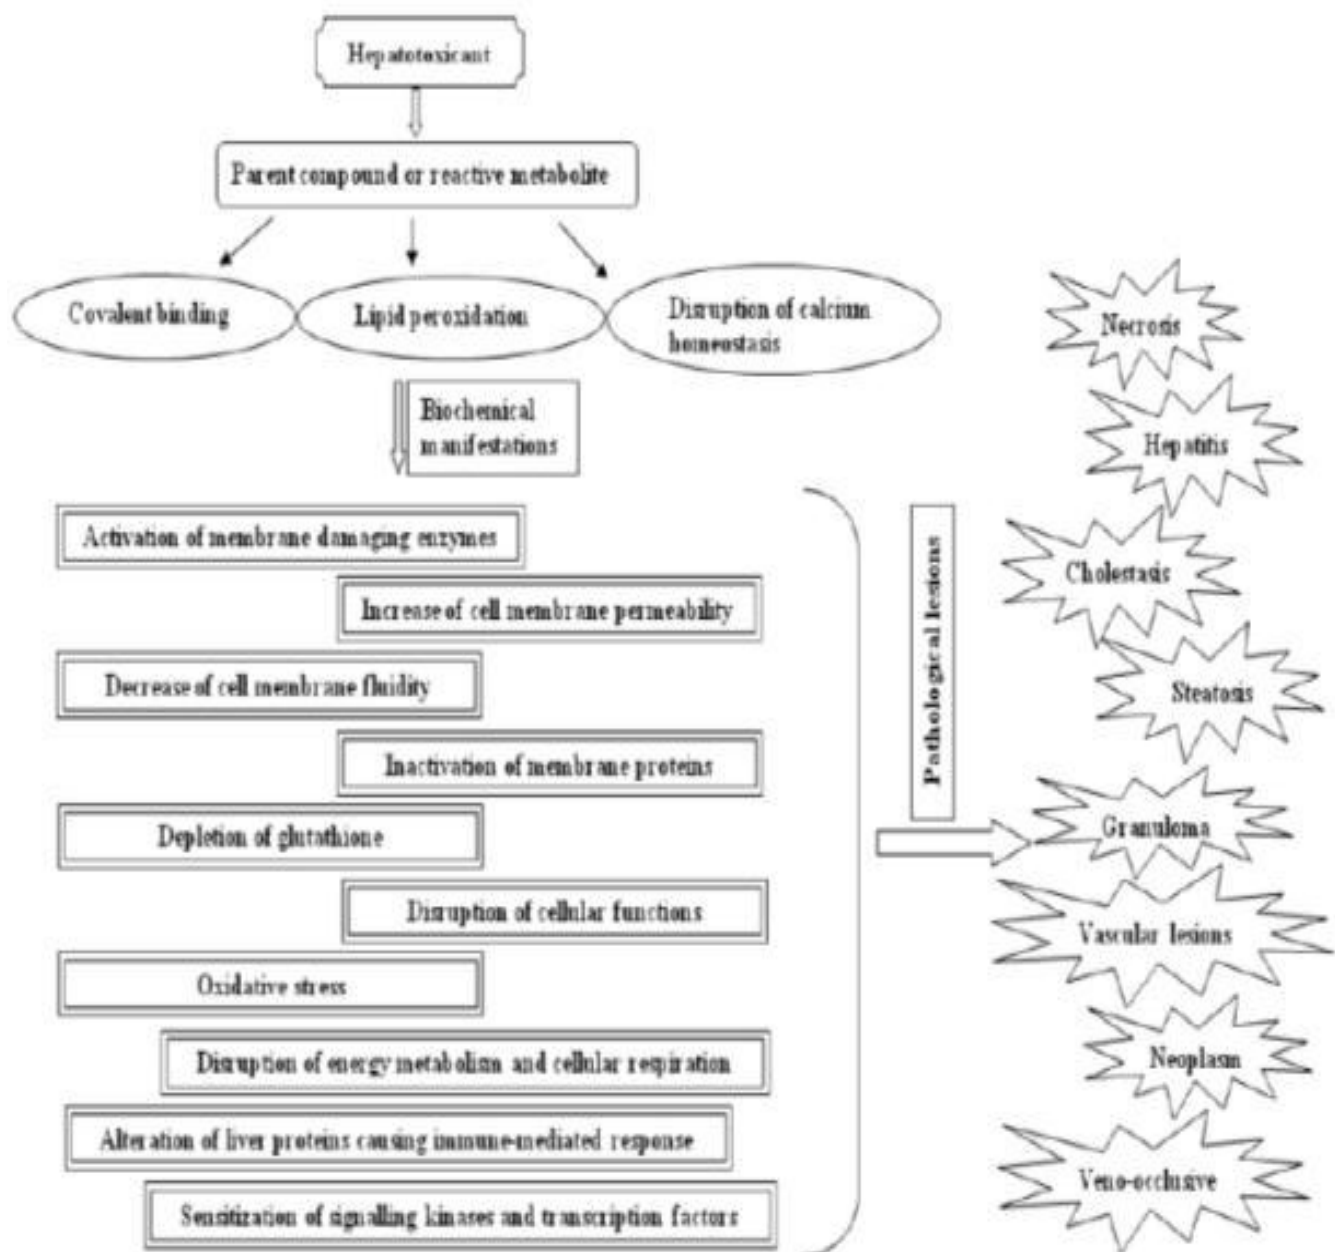 Hepatotoxicant
Parent compound or reactive metabolite
Covalent binding
Lipid peroxidation
Disruption of calcium
homeostasis
Biochemical
manifestations
Activation of membrane damaging enzymes
Increase of cell membrane permeability
Decrease of cell membrane fluidity
Inactivation of membrane proteins
Depletion of glutathione
Disruption of cellular functions
Oxidative stress
Disruption of energy metabolism and cellular respiration
Alteration of liver proteins causing immune-mediated response
Sensitization of signalling kinases and transcription factors
Pathological lesions
Necrosis
Hepatitis
Cholestasis
Steatosis
Granuloma
Vascular lesions
Neoplasm
Veno-occlusive